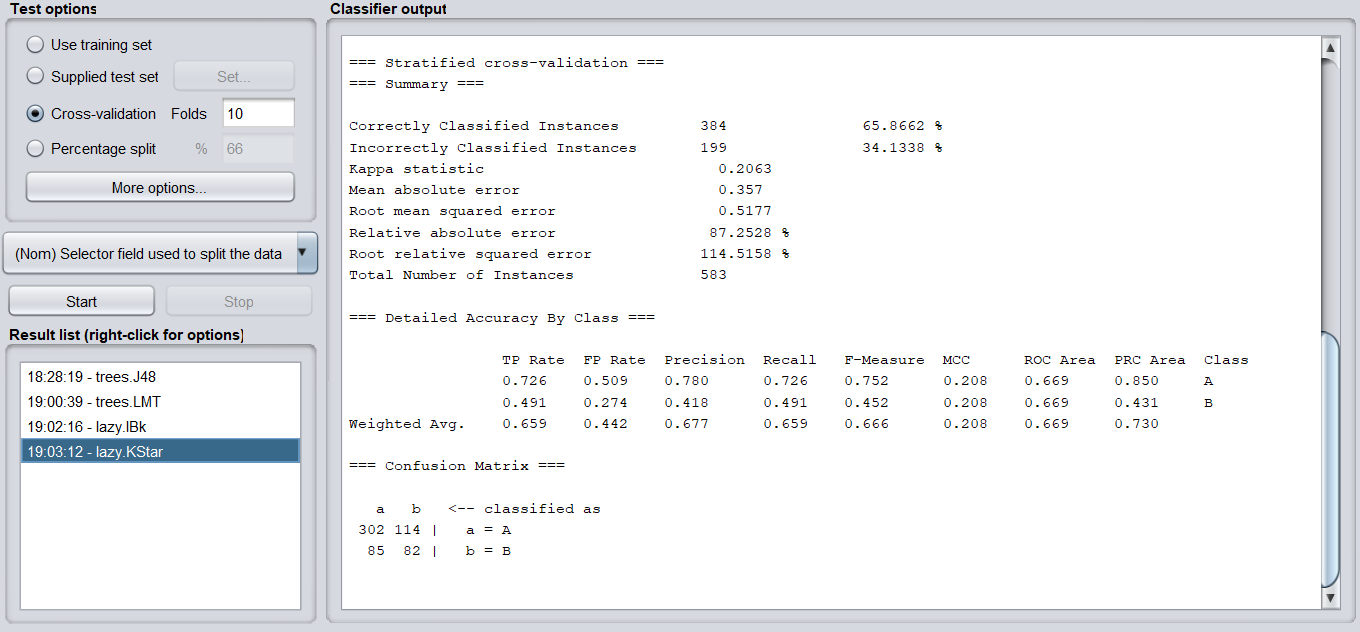 Test options
Use training set
Supplied test set Set...
Cross-validation Folds 10
Percentage split % 66
More options...
(Nom) Selector field used to split the data
Start Stop
Result list (right-click for options)
18:28:19 - trees.J48
19:00:39 - trees.LMT
19:02:16 - lazy.IBk
19:03:12 - lazy.KStar
Classifier output
=== Stratified cross-validation ===
=== Summary ===
Correctly Classified Instances 384 65.8662 %
Incorrectly Classified Instances 199 34.1338 %
Kappa statistic 0.2063
Mean absolute error 0.357
Root mean squared error 0.5177
Relative absolute error 87.2528 %
Root relative squared error 114.5158 %
Total Number of Instances 583
=== Detailed Accuracy By Class ===
TP Rate FP Rate Precision Recall F-Measure MCC ROC Area PRC Area Class
0.726 0.509 0.780 0.726 0.752 0.208 0.669 0.850 A
0.491 0.274 0.418 0.491 0.452 0.208 0.669 0.431 B
Weighted Avg. 0.659 0.442 0.677 0.659 0.666 0.208 0.669 0.730
=== Confusion Matrix ===
a b <-- classified as
302 114 | a = A
85 82 | b = B